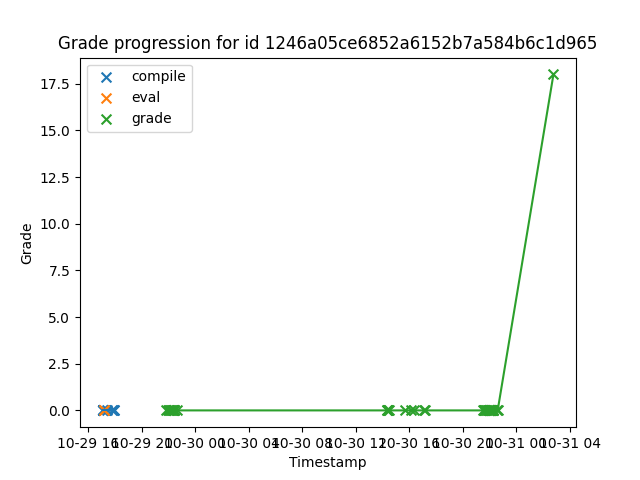 Grade progression for id 1246a05ce6852a6152b7a584b6c1d965
compile
eval
grade
17.5
15.0
12.5
10.0
7.5
5.0
2.5
0.0
Grade
10-29 16 10-29 20 10-30 00 10-30 04 10-30 08 10-30 12 10-30 16 10-30 20 10-31 00 10-31 04
Timestamp